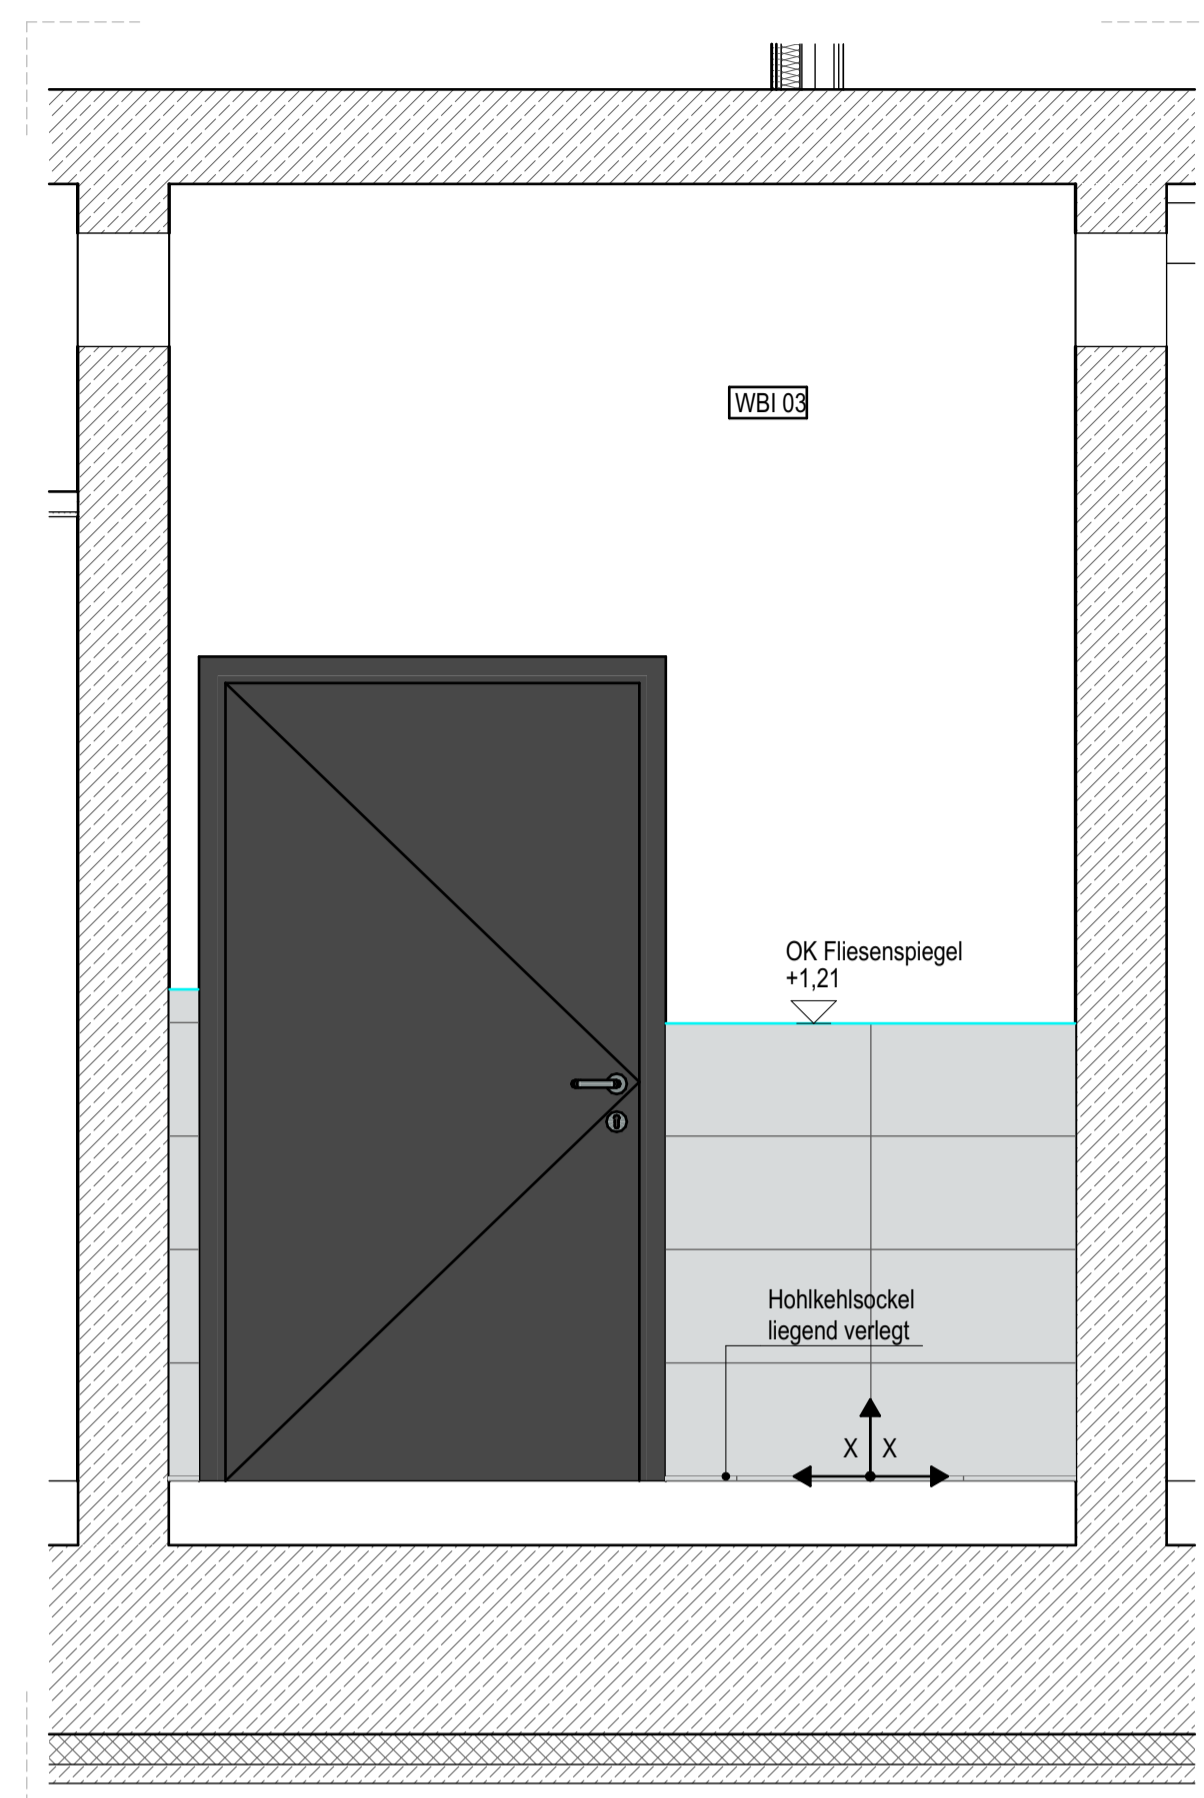 WBI 03
OK Fliesenspiegel
+1,21
Hohlkehlsockel
liegend verlegt
X X